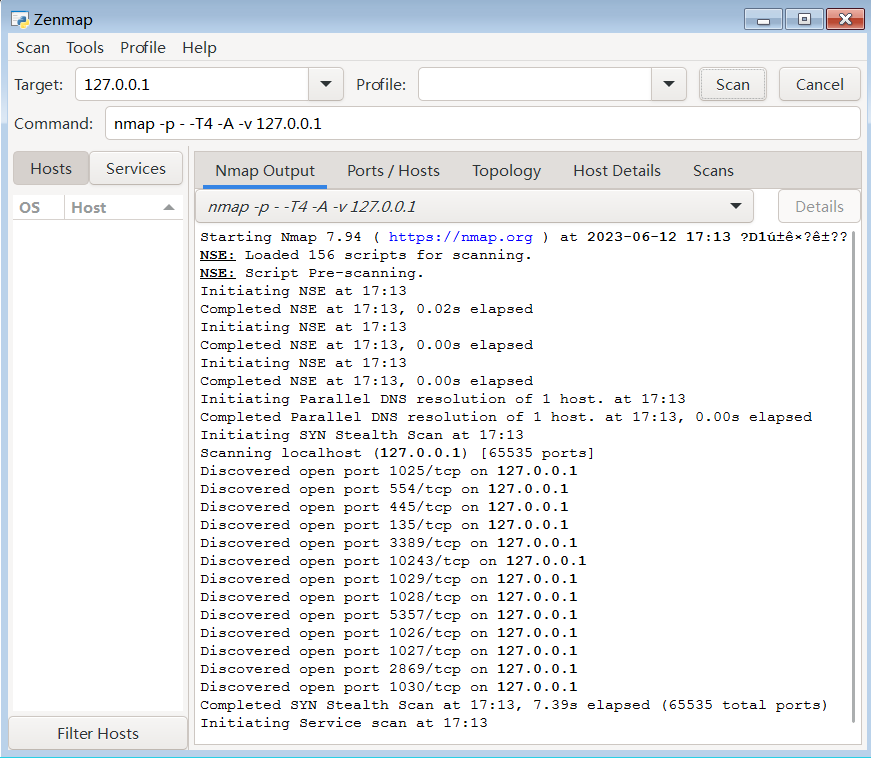 Zenmap
Scan Tools Profile Help
Target: 127.0.0.1 Profile: Scan Cancel
Command: nmap -p - -T4 -A -v 127.0.0.1
Hosts Services
OS Host
Filter Hosts
Nmap Output Ports / Hosts Topology Host Details Scans
nmap -p - -T4 -A -v 127.0.0.1 Details
Starting Nmap 7.94 ( https://nmap.org ) at 2023-06-12 17:13 ?D1ú±ê×?ê±??
NSE: Loaded 156 scripts for scanning.
NSE: Script Pre-scanning.
Initiating NSE at 17:13
Completed NSE at 17:13, 0.02s elapsed
Initiating NSE at 17:13
Completed NSE at 17:13, 0.00s elapsed
Initiating NSE at 17:13
Completed NSE at 17:13, 0.00s elapsed
Initiating Parallel DNS resolution of 1 host. at 17:13
Completed Parallel DNS resolution of 1 host. at 17:13, 0.00s elapsed
Initiating SYN Stealth Scan at 17:13
Scanning localhost (127.0.0.1) [65535 ports]
Discovered open port 1025/tcp on 127.0.0.1
Discovered open port 554/tcp on 127.0.0.1
Discovered open port 445/tcp on 127.0.0.1
Discovered open port 135/tcp on 127.0.0.1
Discovered open port 3389/tcp on 127.0.0.1
Discovered open port 10243/tcp on 127.0.0.1
Discovered open port 1029/tcp on 127.0.0.1
Discovered open port 1028/tcp on 127.0.0.1
Discovered open port 5357/tcp on 127.0.0.1
Discovered open port 1026/tcp on 127.0.0.1
Discovered open port 1027/tcp on 127.0.0.1
Discovered open port 2869/tcp on 127.0.0.1
Discovered open port 1030/tcp on 127.0.0.1
Completed SYN Stealth Scan at 17:13, 7.39s elapsed (65535 total ports)
Initiating Service scan at 17:13